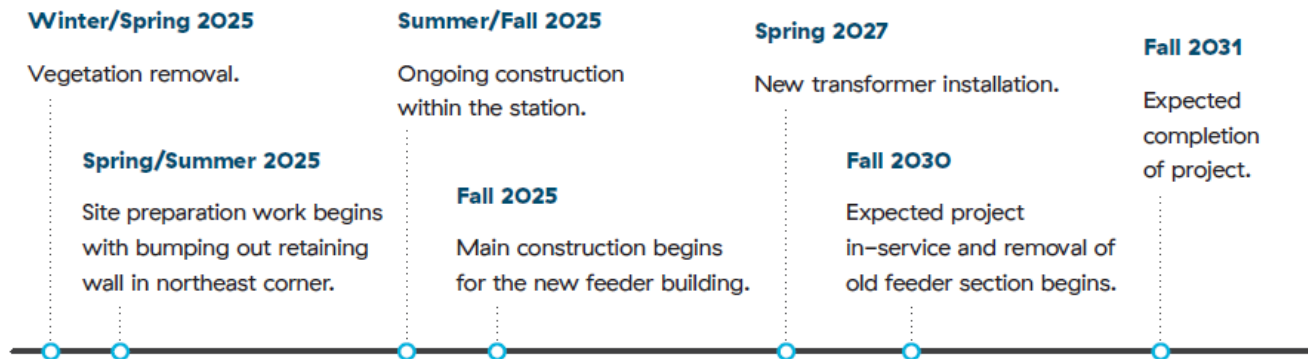 Winter/Spring 2025
Vegetation removal.
Spring/Summer 2025
Site preparation work begins
with bumping out retaining
wall in northeast corner.
Summer/Fall 2025
Ongoing construction
within the station.
Fall 2025
Main construction begins
for the new feeder building.
Spring 2027
New transformer installation.
Fall 2030
Expected project
in-service and removal of
old feeder section begins.
Fall 2031
Expected
completion
of project.